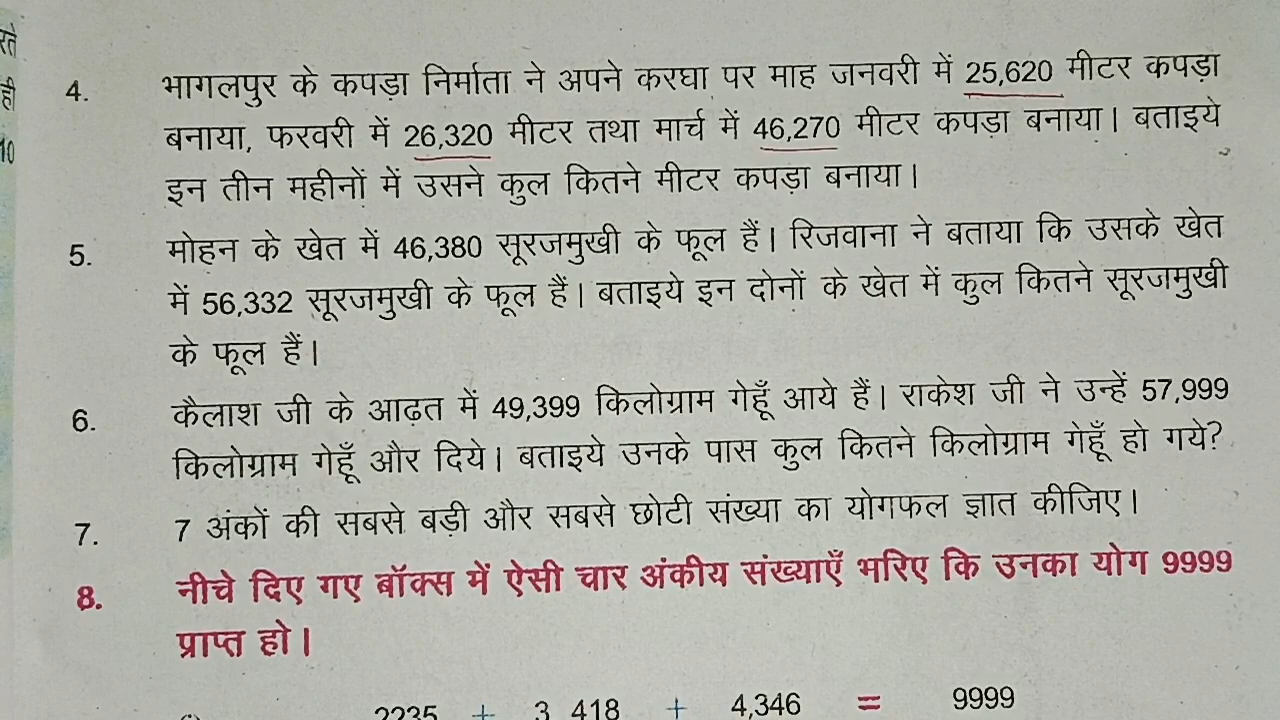 रते
ही
10
4. भागलपुर के कपड़ा निर्माता ने अपने करघा पर माह जनवरी में 25,620 मीटर कपड़ा
बनाया, फरवरी में 26,320 मीटर तथा मार्च में 46,270 मीटर कपड़ा बनाया। बताइये
इन तीन महीनों में उसने कुल कितने मीटर कपड़ा बनाया।
5. मोहन के खेत में 46,380 सूरजमुखी के फूल हैं। रिजवाना ने बताया कि उसके खेत
में 56,332 सूरजमुखी के फूल हैं। बताइये इन दोनों के खेत में कुल कितने सूरजमुखी
के फूल हैं।
6. कैलाश जी के आढ़त में 49,399 किलोग्राम गेहूँ आये हैं। राकेश जी ने उन्हें 57,999
किलोग्राम गेहूँ और दिये। बताइये उनके पास कुल कितने किलोग्राम गेहूँ हो गये?
7. 7 अंकों की सबसे बड़ी और सबसे छोटी संख्या का योगफल ज्ञात कीजिए।
8. नीचे दिए गए बॉक्स में ऐसी चार अंकीय संख्याएँ भरिए कि उनका योग 9999
प्राप्त हो।
2235 + 3 418 + 4,346 = 9999